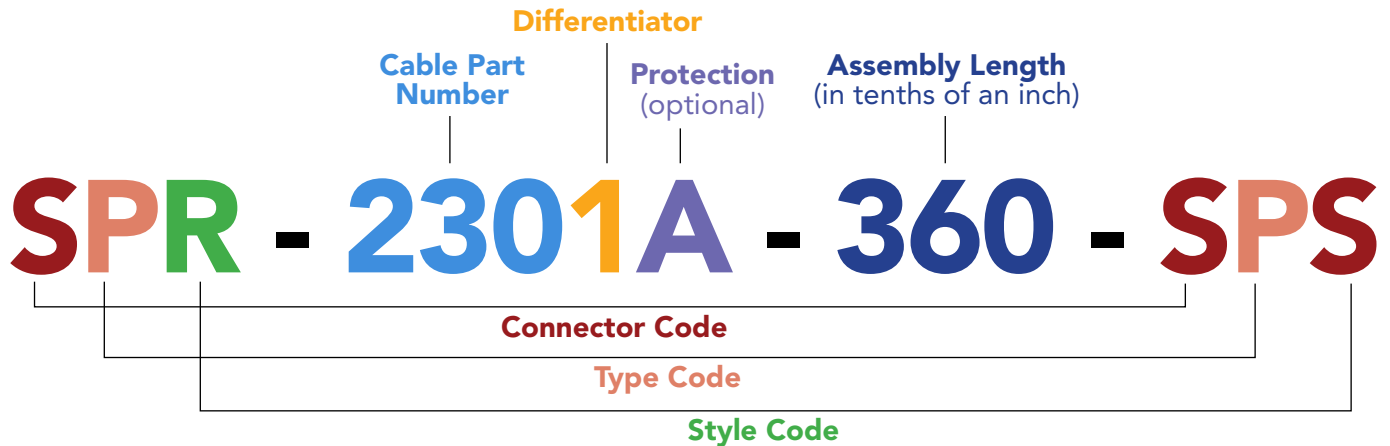 Differentiator
Cable Part
Number
Protection
(optional)
Assembly Length
(in tenths of an inch)
SPR - 2301A - 360 - SPS
Connector Code
Type Code
Style Code